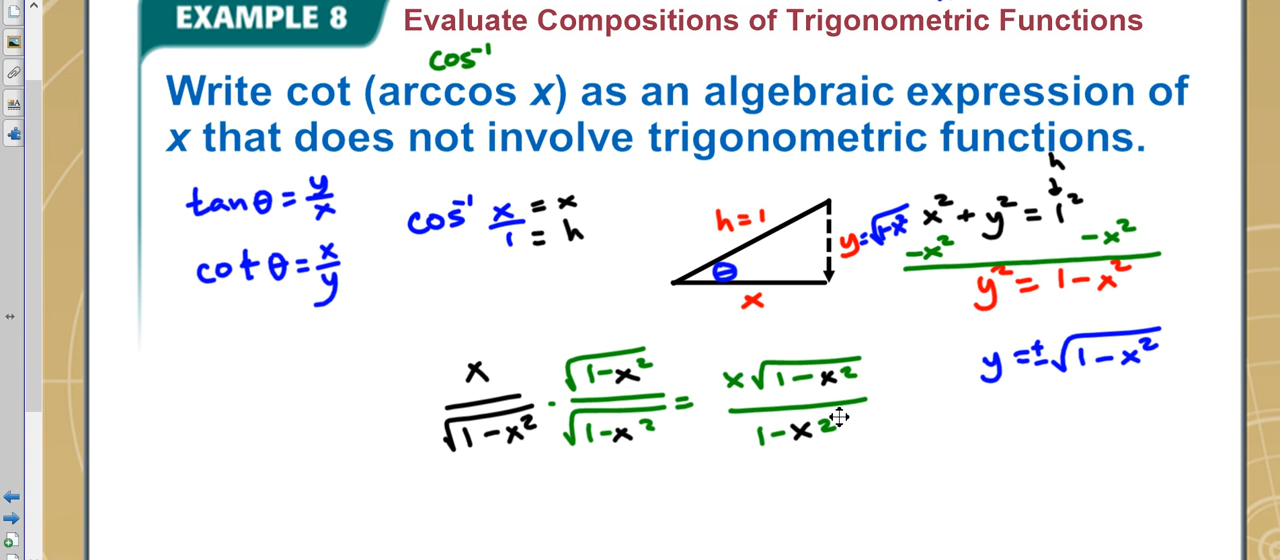 EXAMPLE 8
Evaluate Compositions of Trigonometric Functions
cos⁻¹
Write cot (arccos x) as an algebraic expression of
x that does not involve trigonometric functions.
tanθ = y/x
cotθ = x/y
cos⁻¹ x/1 = x
= h
h = 1
θ
x
y = √1-x²
h
↓
x² + y² = 1²
-x² -x²
y² = 1 - x²
y = ±√1 - x²
x/√1-x² · √1-x²/√1-x² = x√1-x²/1-x²